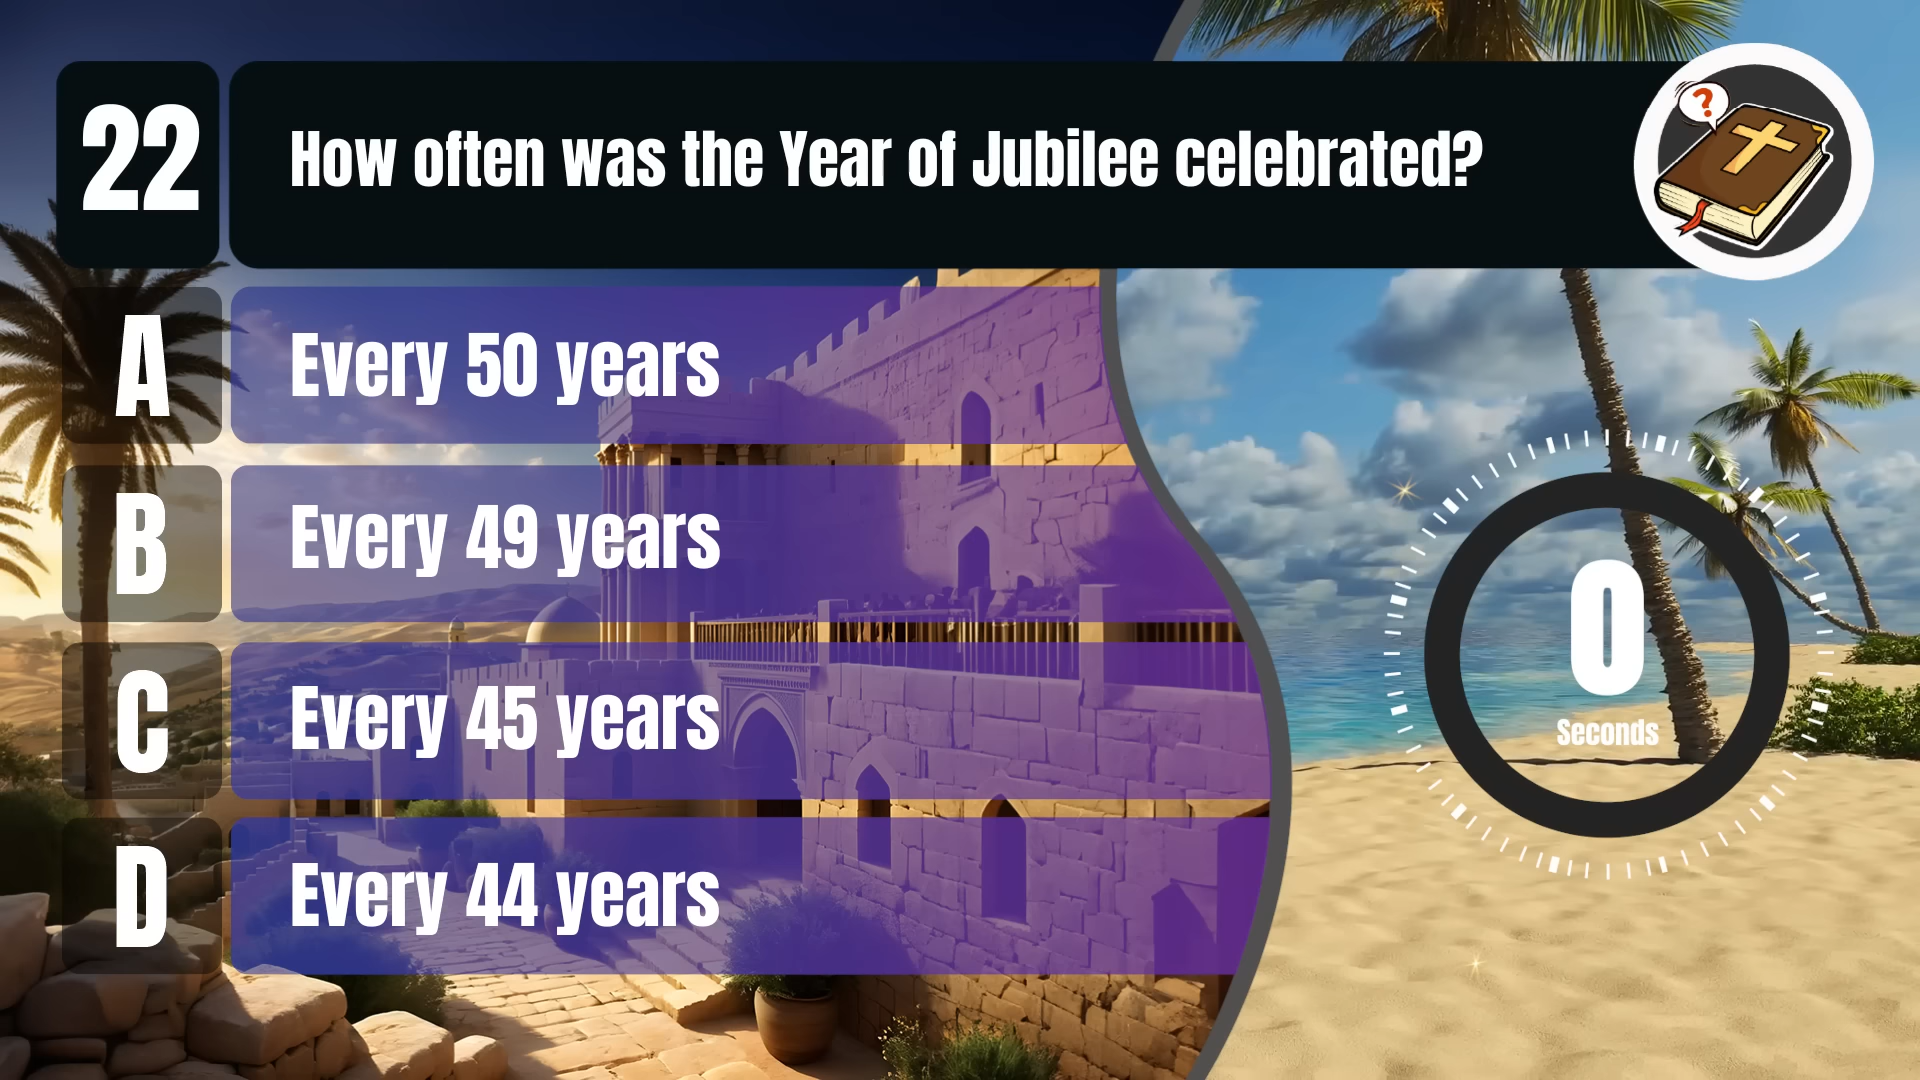 22
How often was the Year of Jubilee celebrated?
?
A
Every 50 years
B
Every 49 years
C
Every 45 years
D
Every 44 years
0
Seconds